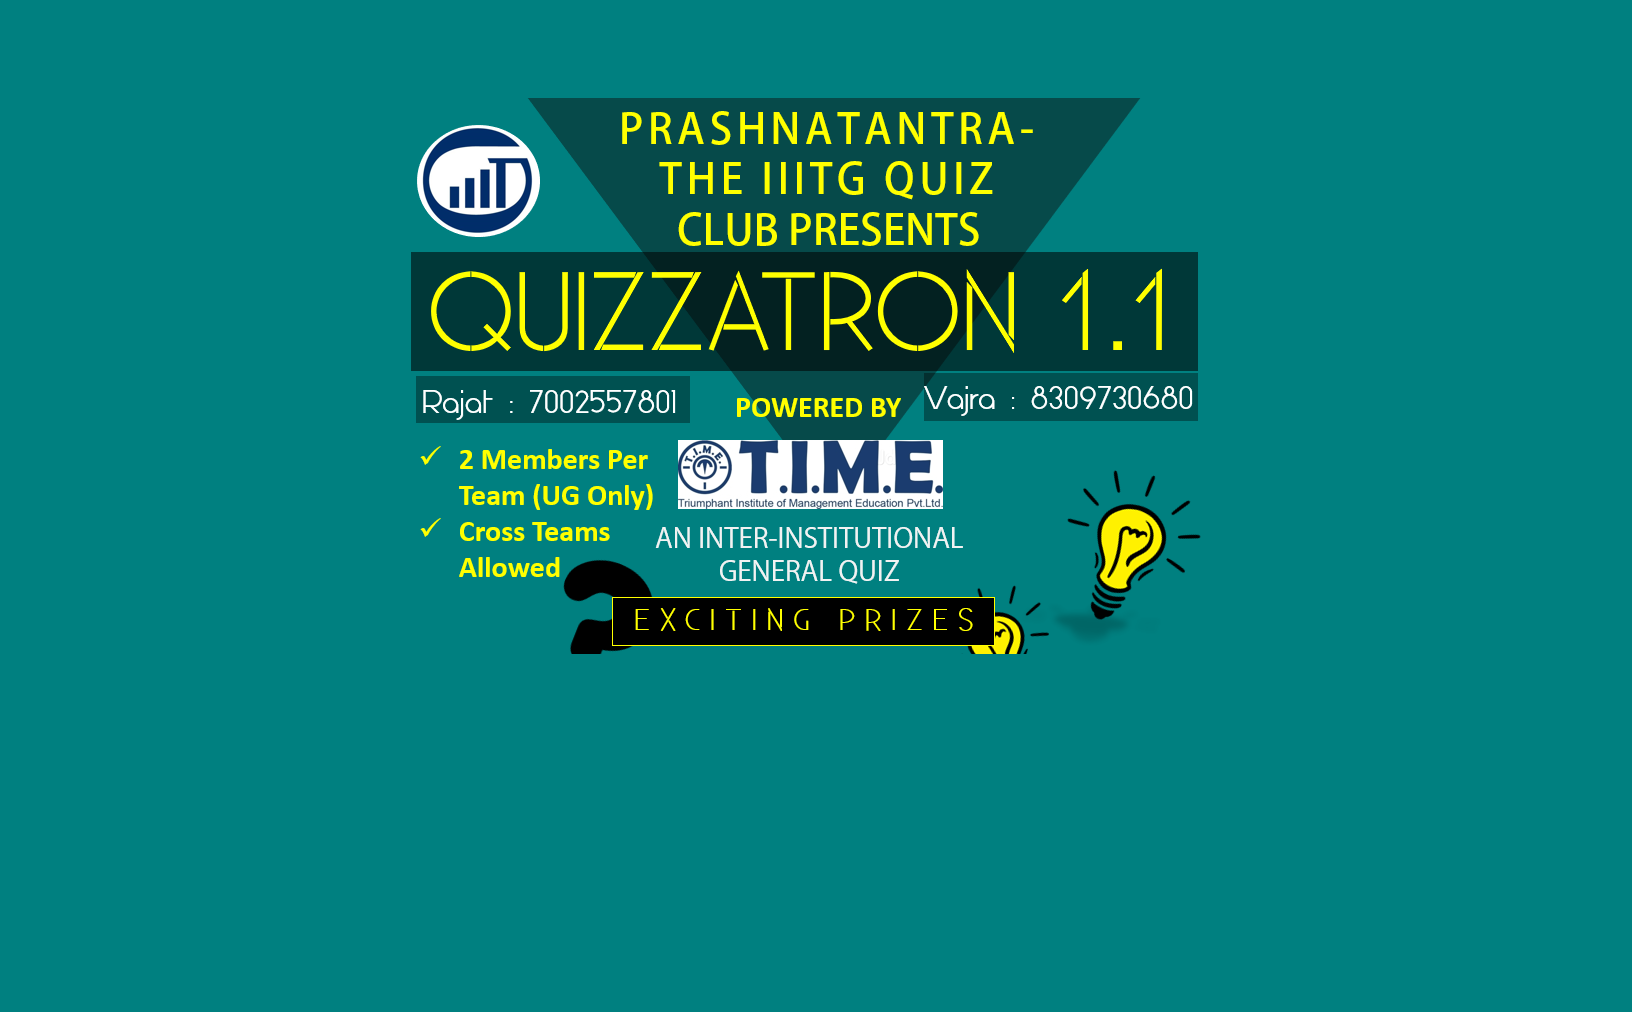 PRASHNATANTRA-
THE IIITG QUIZ
CLUB PRESENTS
QUIZZATRON 1.1
Rajat : 7002557801
Vajra : 8309730680
POWERED BY
T.I.M.E.
T.I.M.E.
Triumphant Institute of Management Education Pvt.Ltd.
2 Members Per
Team (UG Only)
Cross Teams
Allowed
AN INTER-INSTITUTIONAL
GENERAL QUIZ
EXCITING PRIZES